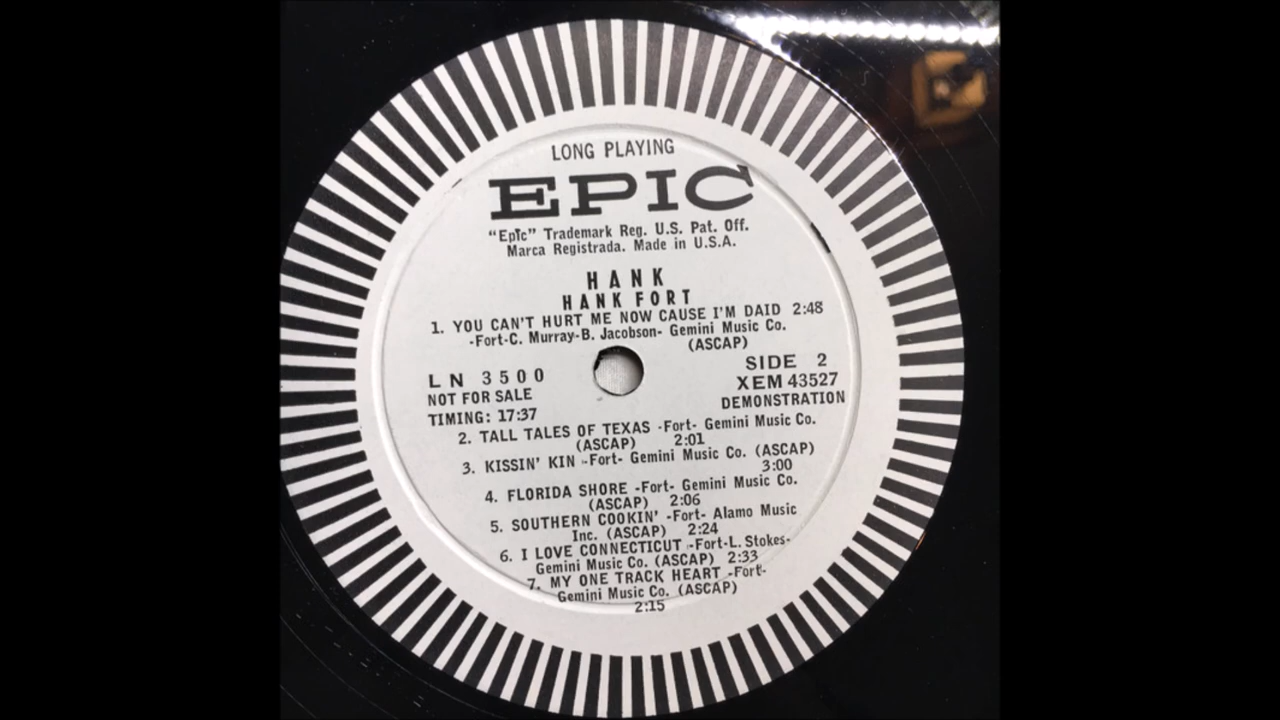 LONG PLAYING
EPIC
"Epic" Trademark Reg. U.S. Pat. Off.
Marca Registrada. Made in U.S.A.
HANK
HANK FORT
1. YOU CAN'T HURT ME NOW CAUSE I'M DAID 2:48
-Fort-C. Murray-B. Jacobson- Gemini Music Co.
(ASCAP)
LN 3500
NOT FOR SALE
TIMING: 17:37
SIDE 2
XEM 43527
DEMONSTRATION
2. TALL TALES OF TEXAS -Fort- Gemini Music Co.
(ASCAP) 2:01
3. KISSIN' KIN -Fort- Gemini Music Co. (ASCAP)
3:00
4. FLORIDA SHORE -Fort- Gemini Music Co.
(ASCAP) 2:06
5. SOUTHERN COOKIN' -Fort- Alamo Music
Inc. (ASCAP) 2:24
6. I LOVE CONNECTICUT -Fort-L. Stokes-
Gemini Music Co. (ASCAP) 2:33
7. MY ONE TRACK HEART -Fort-
Gemini Music Co. (ASCAP)
2:15